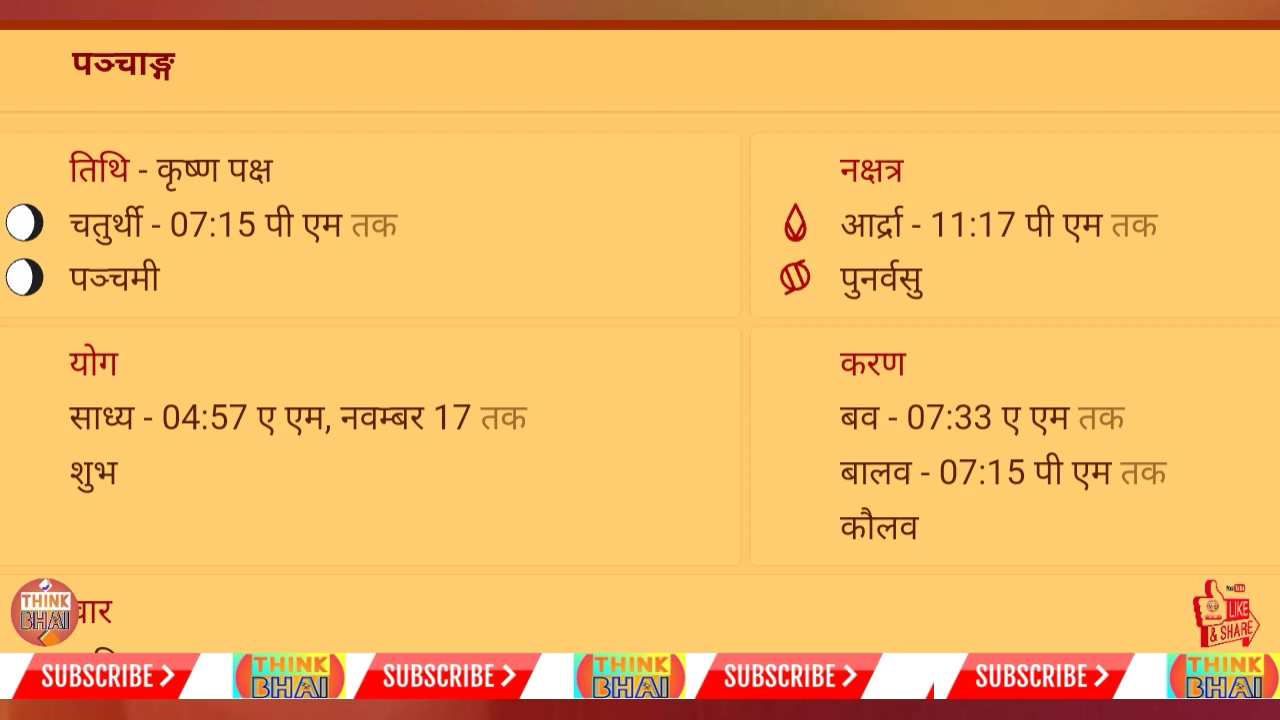 पञ्चाङ्ग
तिथि - कृष्ण पक्ष
चतुर्थी - 07:15 पी एम तक
पञ्चमी
नक्षत्र
आर्द्रा - 11:17 पी एम तक
पुनर्वसु
योग
साध्य - 04:57 ए एम, नवम्बर 17 तक
शुभ
करण
बव - 07:33 ए एम तक
बालव - 07:15 पी एम तक
कौलव
THINK
BHAI
वार
YouTube
LIKE
& SHARE
SUBSCRIBE
THINK
BHAI
SUBSCRIBE
THINK
BHAI
SUBSCRIBE
SUBSCRIBE
THINK
BHAI